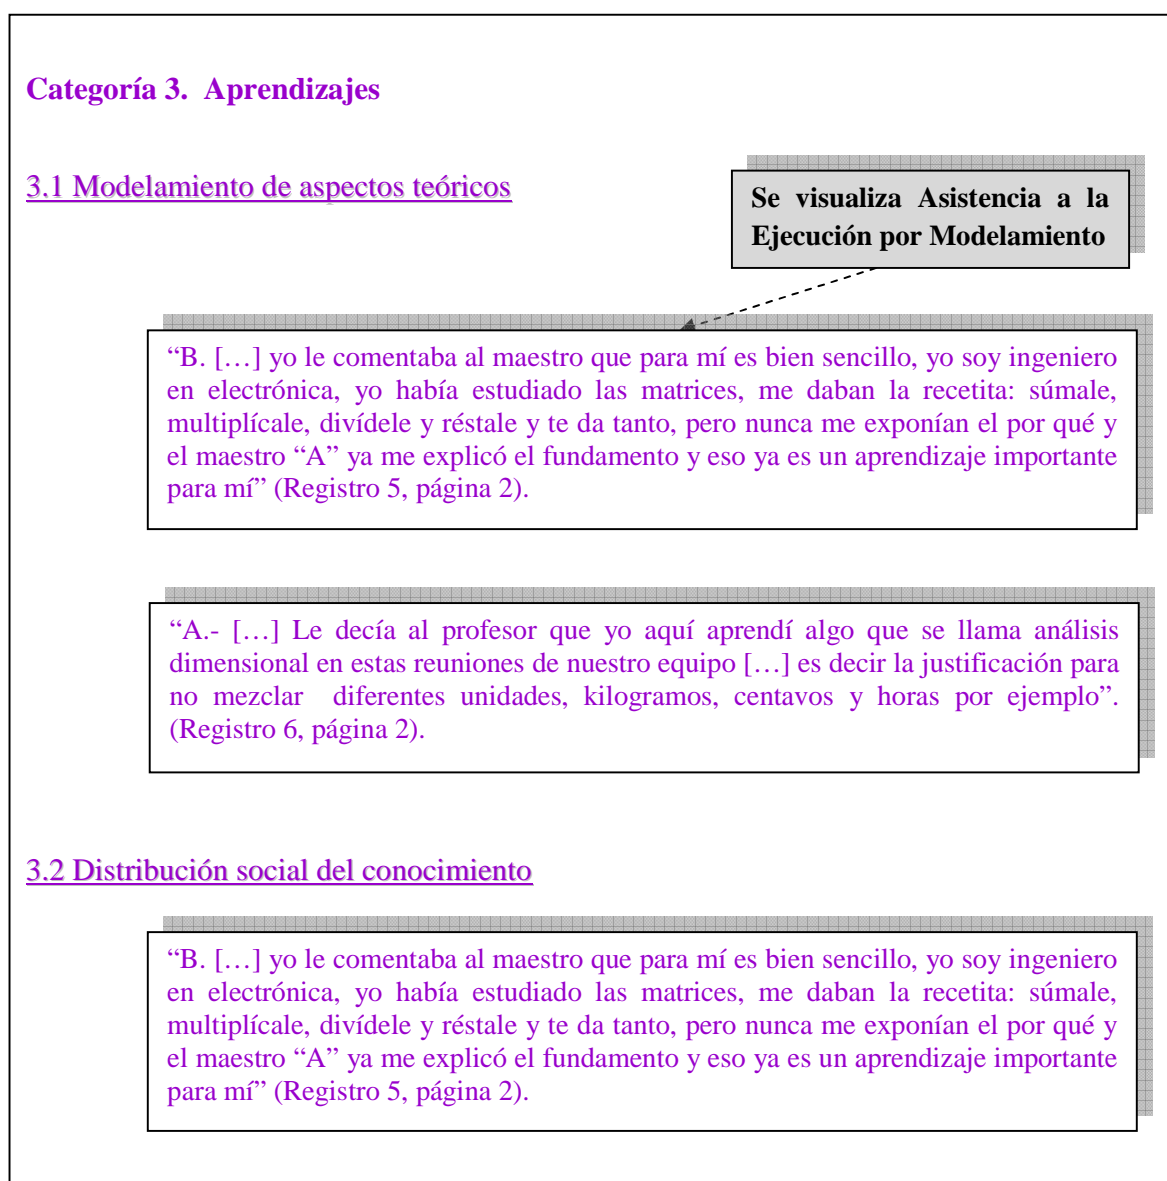 Categoría 3.  Aprendizajes
3.1 Modelamiento de aspectos teóricos
Se visualiza Asistencia a la
Ejecución por Modelamiento
“B. […] yo le comentaba al maestro que para mí es bien sencillo, yo soy ingeniero
en electrónica, yo había estudiado las matrices, me daban la recetita: súmale,
multiplícale, divídele y réstale y te da tanto, pero nunca me exponían el por qué y
el maestro “A” ya me explicó el fundamento y eso ya es un aprendizaje importante
para mí” (Registro 5, página 2).
“A.- […] Le decía al profesor que yo aquí aprendí algo que se llama análisis
dimensional en estas reuniones de nuestro equipo […] es decir la justificación para
no mezclar  diferentes unidades, kilogramos, centavos y horas por ejemplo”.
(Registro 6, página 2).
3.2 Distribución social del conocimiento
“B. […] yo le comentaba al maestro que para mí es bien sencillo, yo soy ingeniero
en electrónica, yo había estudiado las matrices, me daban la recetita: súmale,
multiplícale, divídele y réstale y te da tanto, pero nunca me exponían el por qué y
el maestro “A” ya me explicó el fundamento y eso ya es un aprendizaje importante
para mí” (Registro 5, página 2).